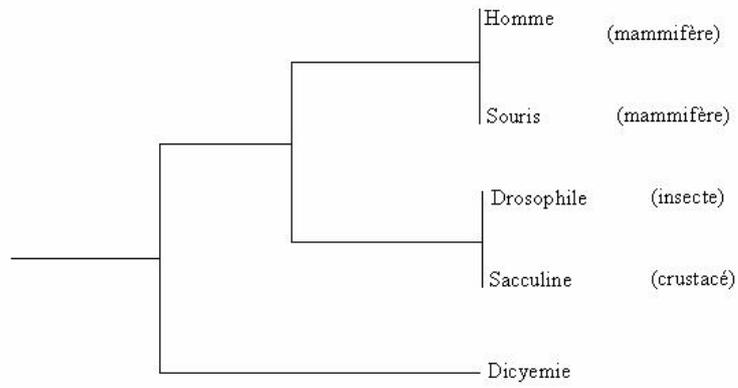 Homme (mammifère)
Souris (mammifère)
Drosophile (insecte)
Sacculine (crustacé)
Dicyemie